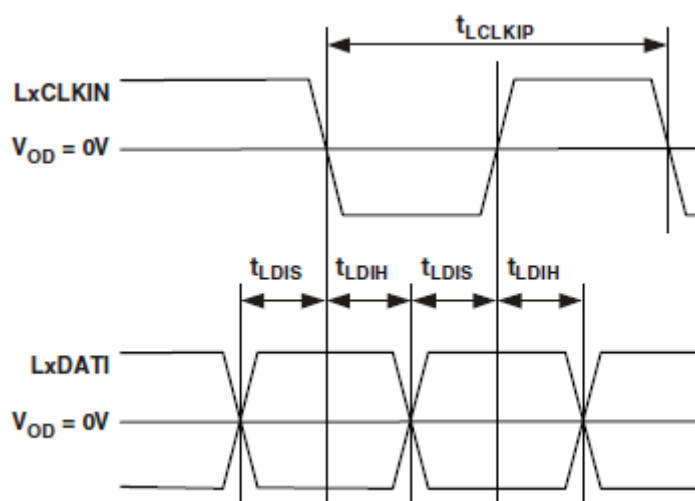 tLCLKIP
LxCLKIN
VOD = 0V
tLDIS tLDIH tLDIS tLDIH
LxDATI
VOD = 0V